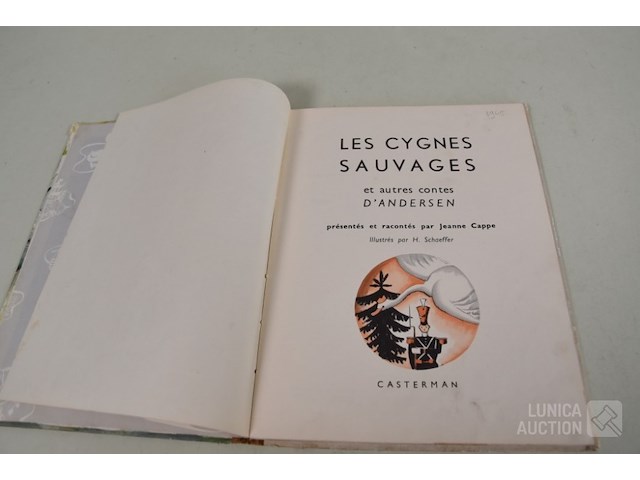 LES CYGNES
SAUVAGES
et autres contes
D'ANDERSEN
présentés et racontés par Jeanne Cappe
Illustrés par H. Schaeffer
CASTERMAN
LUNICA
AUCTION